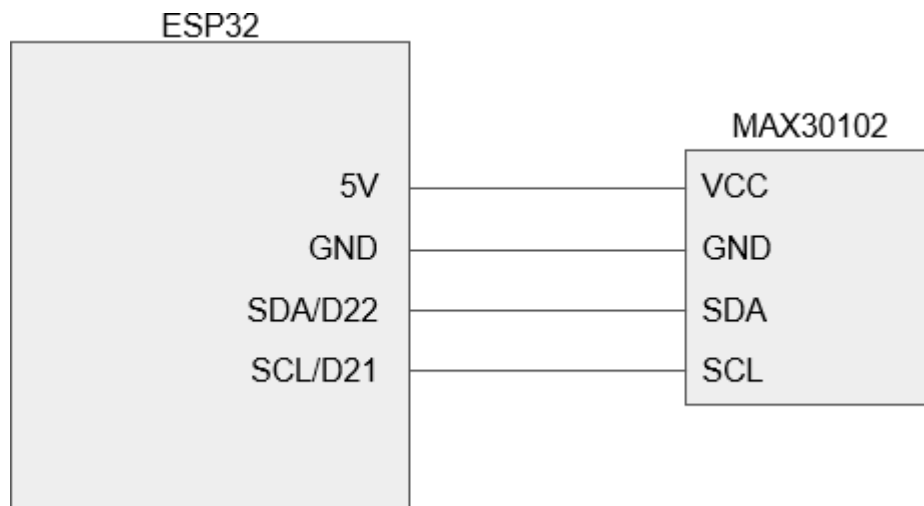 ESP32
MAX30102
5V
VCC
GND
GND
SDA/D22
SDA
SCL/D21
SCL